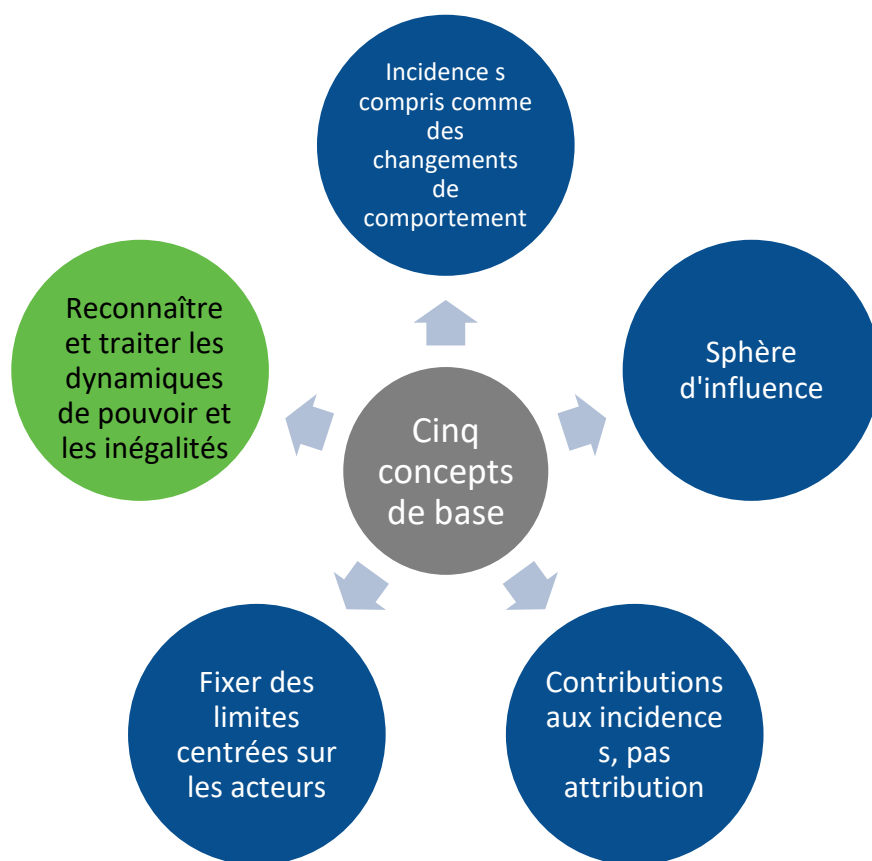 Incidence s
compris comme
des
changements
de
comportement
Reconnaître
et traiter les
dynamiques
de pouvoir et
les inégalités
Sphère
d'influence
Cinq
concepts
de base
Fixer des
limites
centrées sur
les acteurs
Contributions
aux incidence
s, pas
attribution